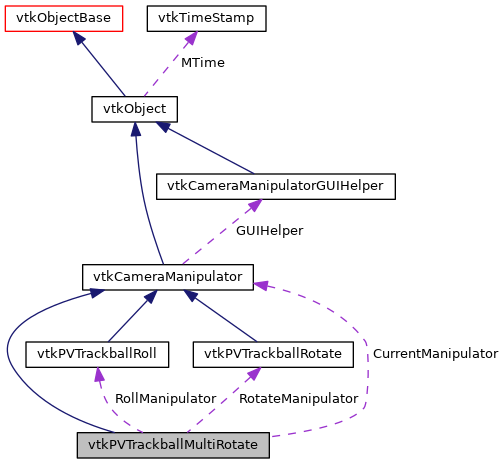 vtkObjectBase
vtkTimeStamp
MTime
vtkObject
vtkCameraManipulatorGUIHelper
GUIHelper
vtkCameraManipulator
vtkPVTrackballRoll
vtkPVTrackballRotate
CurrentManipulator
RollManipulator
RotateManipulator
vtkPVTrackballMultiRotate